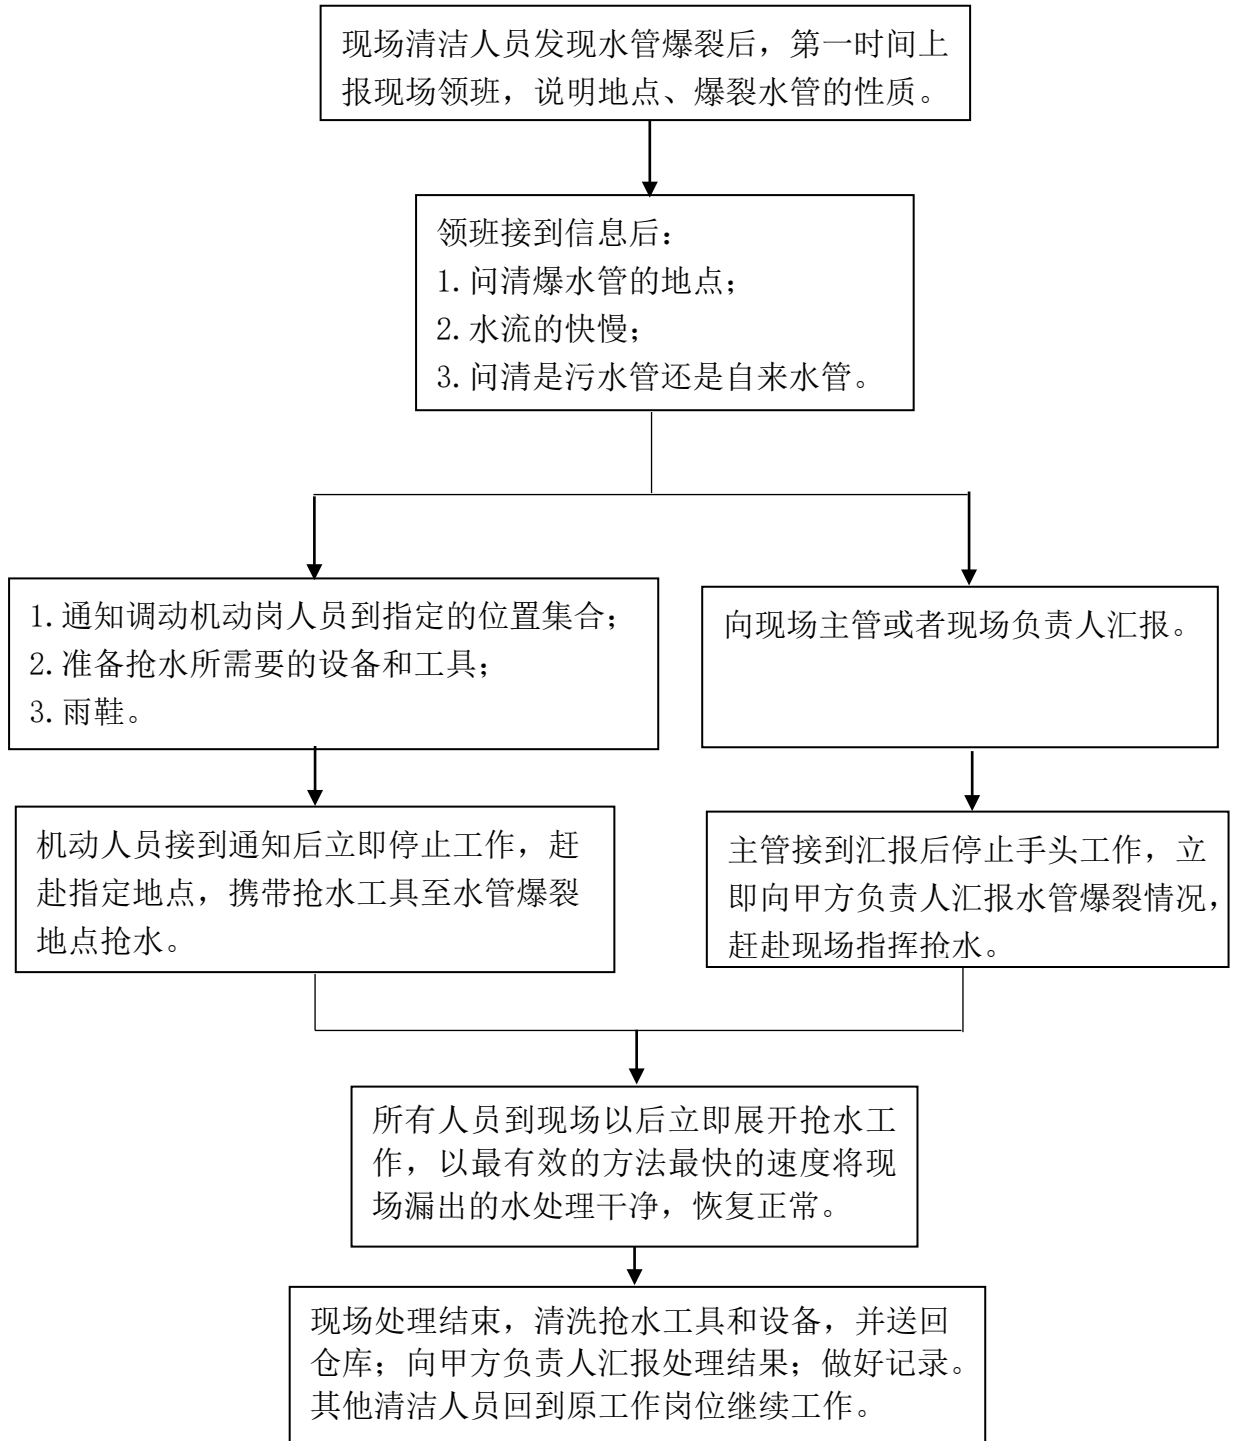 现场清洁人员发现水管爆裂后，第一时间上
报现场领班，说明地点、爆裂水管的性质。
领班接到信息后：
1.问清爆水管的地点；
2.水流的快慢；
3.问清是污水管还是自来水管。
1.通知调动机动岗人员到指定的位置集合；
2.准备抢水所需要的设备和工具；
3.雨鞋。
向现场主管或者现场负责人汇报。
机动人员接到通知后立即停止工作，赶
赴指定地点，携带抢水工具至水管爆裂
地点抢水。
主管接到汇报后停止手头工作，立
即向甲方负责人汇报水管爆裂情况，
赶赴现场指挥抢水。
所有人员到现场以后立即展开抢水工
作，以最有效的方法最快的速度将现
场漏出的水处理干净，恢复正常。
现场处理结束，清洗抢水工具和设备，并送回
仓库；向甲方负责人汇报处理结果；做好记录。
其他清洁人员回到原工作岗位继续工作。